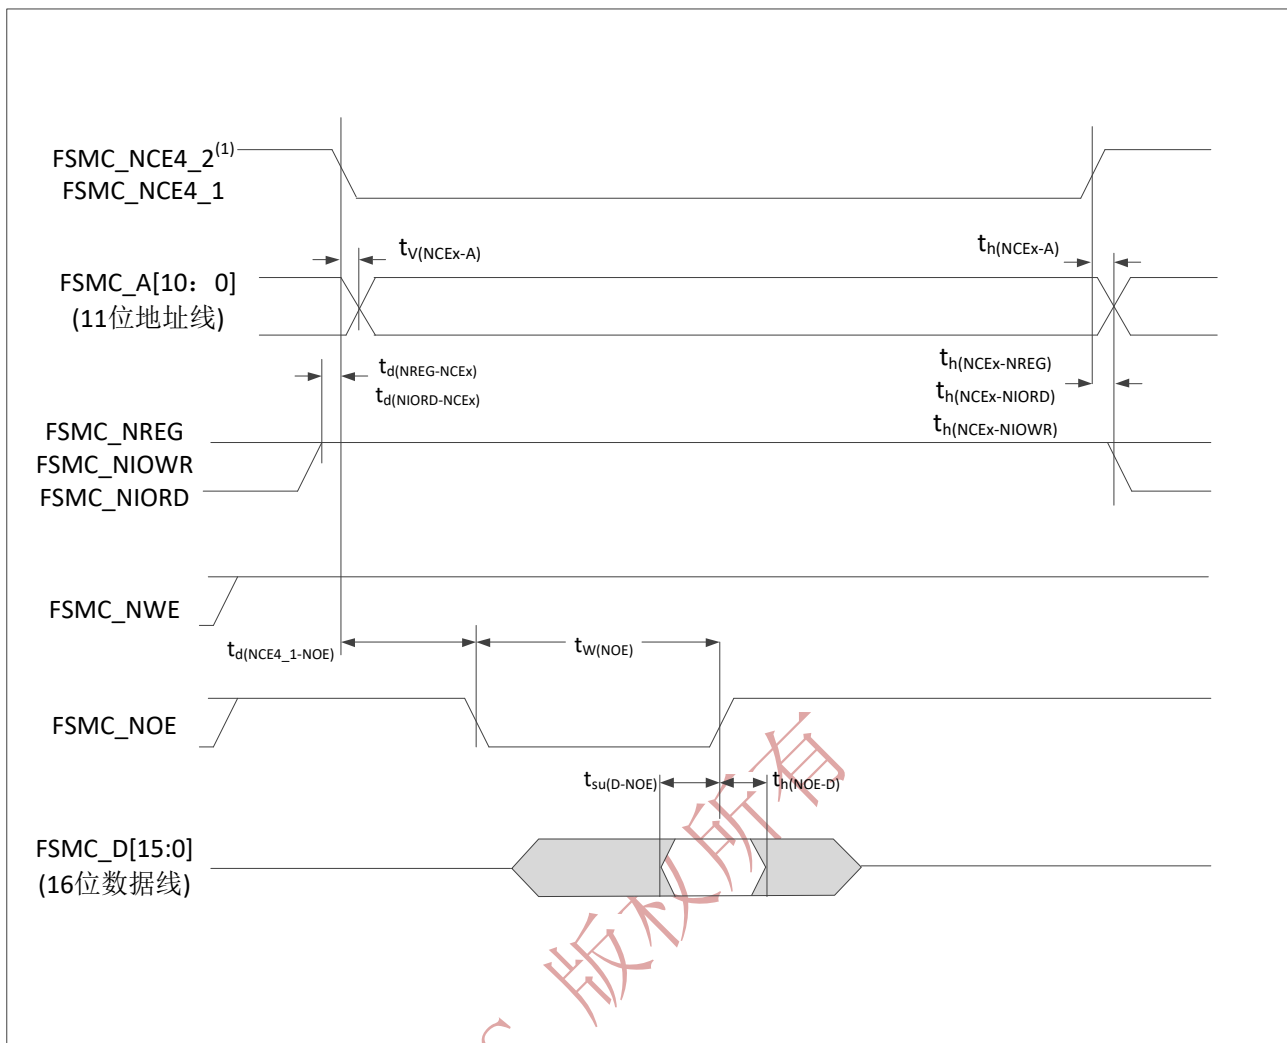 FSMC_NCE4_2(1)
FSMC_NCE4_1
tV(NCEx-A)
th(NCEx-A)
FSMC_A[10：0]
(11位地址线)
td(NREG-NCEx)
td(NIORD-NCEx)
th(NCEx-NREG)
th(NCEx-NIORD)
th(NCEx-NIOWR)
FSMC_NREG
FSMC_NIOWR
FSMC_NIORD
FSMC_NWE
td(NCE4_1-NOE)
tW(NOE)
FSMC_NOE
tsu(D-NOE)
th(NOE-D)
FSMC_D[15:0]
(16位数据线)
版权所有